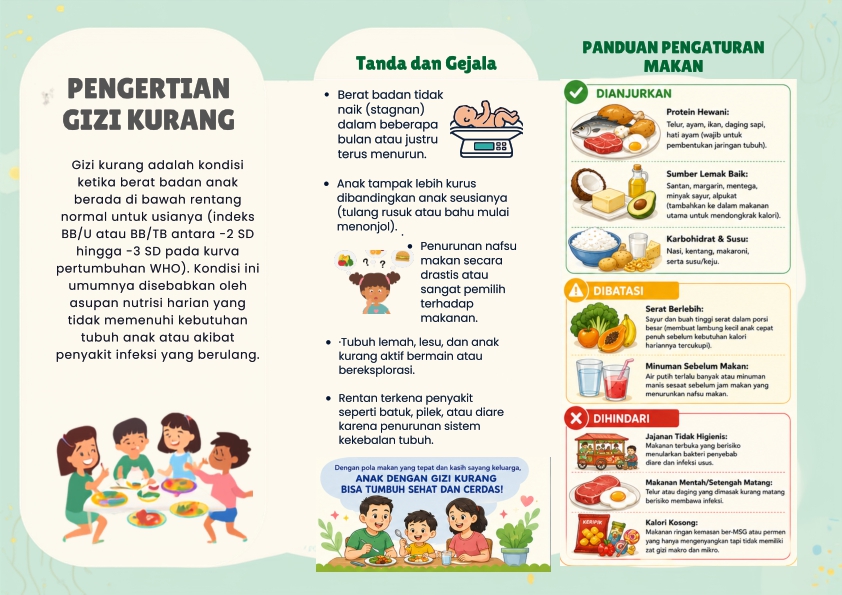 PENGERTIAN
GIZI KURANG
Gizi kurang adalah kondisi
ketika berat badan anak
berada di bawah rentang
normal untuk usianya (indeks
BB/U atau BB/TB antara -2 SD
hingga -3 SD pada kurva
pertumbuhan WHO). Kondisi ini
umumnya disebabkan oleh
asupan nutrisi harian yang
tidak memenuhi kebutuhan
tubuh anak atau akibat
penyakit infeksi yang berulang.
Tanda dan Gejala
• Berat badan tidak
naik (stagnan)
dalam beberapa
bulan atau justru
terus menurun.
• Anak tampak lebih kurus
dibandingkan anak seusianya
(tulang rusuk atau bahu mulai
menonjol).
• Penurunan nafsu
makan secara
drastis atau
sangat pemilih
terhadap
makanan.
? ? ?
• ·Tubuh lemah, lesu, dan anak
kurang aktif bermain atau
bereksplorasi.
• Rentan terkena penyakit
seperti batuk, pilek, atau diare
karena penurunan sistem
kekebalan tubuh.
Dengan pola makan yang tepat dan kasih sayang keluarga,
ANAK DENGAN GIZI KURANG
BISA TUMBUH SEHAT DAN CERDAS!
PANDUAN PENGATURAN
MAKAN
DIANJURKAN
Protein Hewani:
Telur, ayam, ikan, daging sapi,
hati ayam (wajib untuk
pembentukan jaringan tubuh).
Sumber Lemak Baik:
Santan, margarin, mentega,
minyak sayur, alpukat
(tambahkan ke dalam makanan
utama untuk mendongkrak kalori).
Karbohidrat & Susu:
Nasi, kentang, makaroni,
serta susu/keju.
DIBATASI
Serat Berlebih:
Sayur dan buah tinggi serat dalam porsi
besar (membuat lambung kecil anak cepat
penuh sebelum kebutuhan kalori
hariannya tercukupi).
Minuman Sebelum Makan:
Air putih terlalu banyak atau minuman
manis sesaat sebelum jam makan yang
menurunkan nafsu makan.
DIHINDARI
Jajanan Tidak Higienis:
Makanan terbuka yang berisiko
menularkan bakteri penyebab
diare dan infeksi usus.
Makanan Mentah/Setengah Matang:
Telur atau daging yang dimasak kurang matang
berisiko membawa infeksi.
KERIPIK
Kalori Kosong:
Makanan ringan kemasan ber-MSG atau permen
yang hanya mengenyangkan tapi tidak memiliki
zat gizi makro dan mikro.